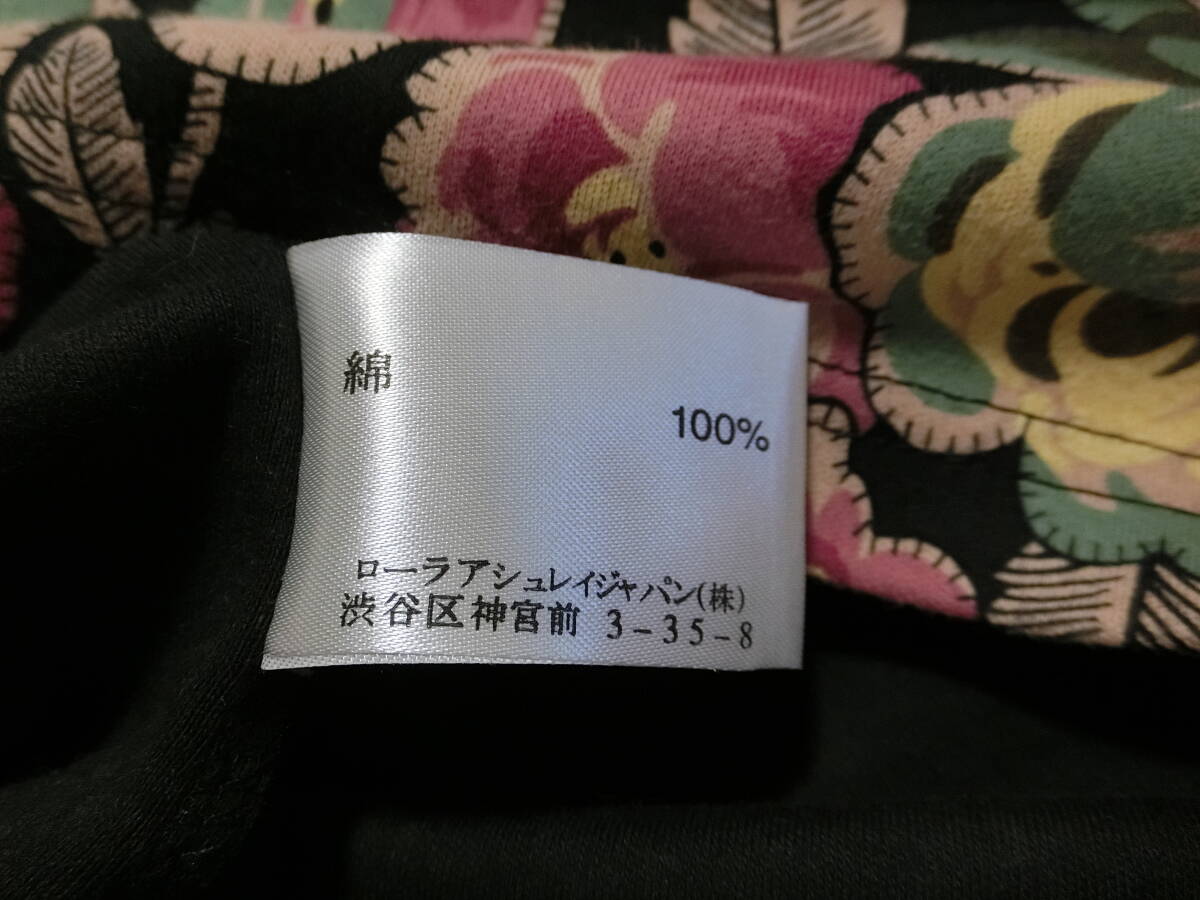 綿
100%
ローラアシュレイジャパン(株)
渋谷区神宮前 3-35-8